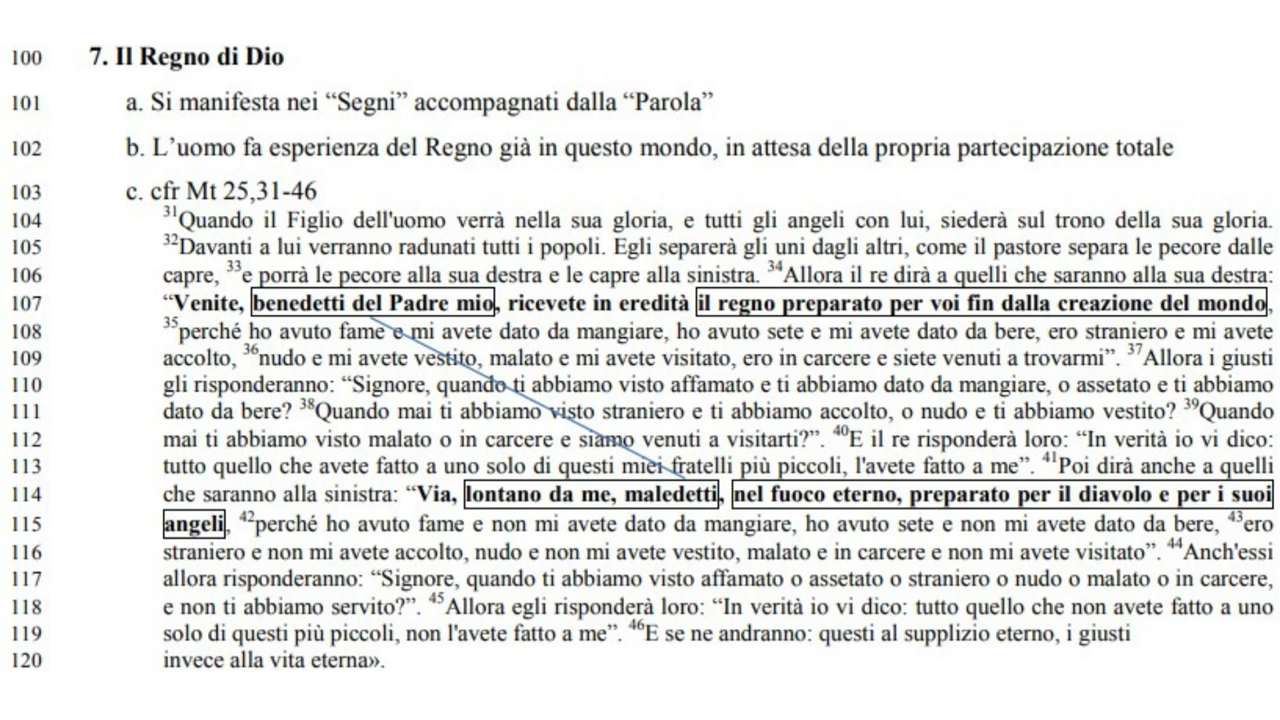 100 7. Il Regno di Dio
101 a. Si manifesta nei “Segni” accompagnati dalla “Parola”
102 b. L’uomo fa esperienza del Regno già in questo mondo, in attesa della propria partecipazione totale
103 c. cfr Mt 25,31-46
104 31Quando il Figlio dell'uomo verrà nella sua gloria, e tutti gli angeli con lui, siederà sul trono della sua gloria.
105 32Davanti a lui verranno radunati tutti i popoli. Egli separerà gli uni dagli altri, come il pastore separa le pecore dalle
106 capre, 33e porrà le pecore alla sua destra e le capre alla sinistra. 34Allora il re dirà a quelli che saranno alla sua destra:
107 “Venite, benedetti del Padre mio, ricevete in eredità il regno preparato per voi fin dalla creazione del mondo,
108 35perché ho avuto fame e mi avete dato da mangiare, ho avuto sete e mi avete dato da bere, ero straniero e mi avete
109 accolto, 36nudo e mi avete vestito, malato e mi avete visitato, ero in carcere e siete venuti a trovarmi”. 37Allora i giusti
110 gli risponderanno: “Signore, quando ti abbiamo visto affamato e ti abbiamo dato da mangiare, o assetato e ti abbiamo
111 dato da bere? 38Quando mai ti abbiamo visto straniero e ti abbiamo accolto, o nudo e ti abbiamo vestito? 39Quando
112 mai ti abbiamo visto malato o in carcere e siamo venuti a visitarti?”. 40E il re risponderà loro: “In verità io vi dico:
113 tutto quello che avete fatto a uno solo di questi miei fratelli più piccoli, l'avete fatto a me”. 41Poi dirà anche a quelli
114 che saranno alla sinistra: “Via, lontano da me, maledetti, nel fuoco eterno, preparato per il diavolo e per i suoi
115 angeli, 42perché ho avuto fame e non mi avete dato da mangiare, ho avuto sete e non mi avete dato da bere, 43ero
116 straniero e non mi avete accolto, nudo e non mi avete vestito, malato e in carcere e non mi avete visitato”. 44Anch'essi
117 allora risponderanno: “Signore, quando ti abbiamo visto affamato o assetato o straniero o nudo o malato o in carcere,
118 e non ti abbiamo servito?”. 45Allora egli risponderà loro: “In verità io vi dico: tutto quello che non avete fatto a uno
119 solo di questi più piccoli, non l'avete fatto a me”. 46E se ne andranno: questi al supplizio eterno, i giusti
120 invece alla vita eterna».